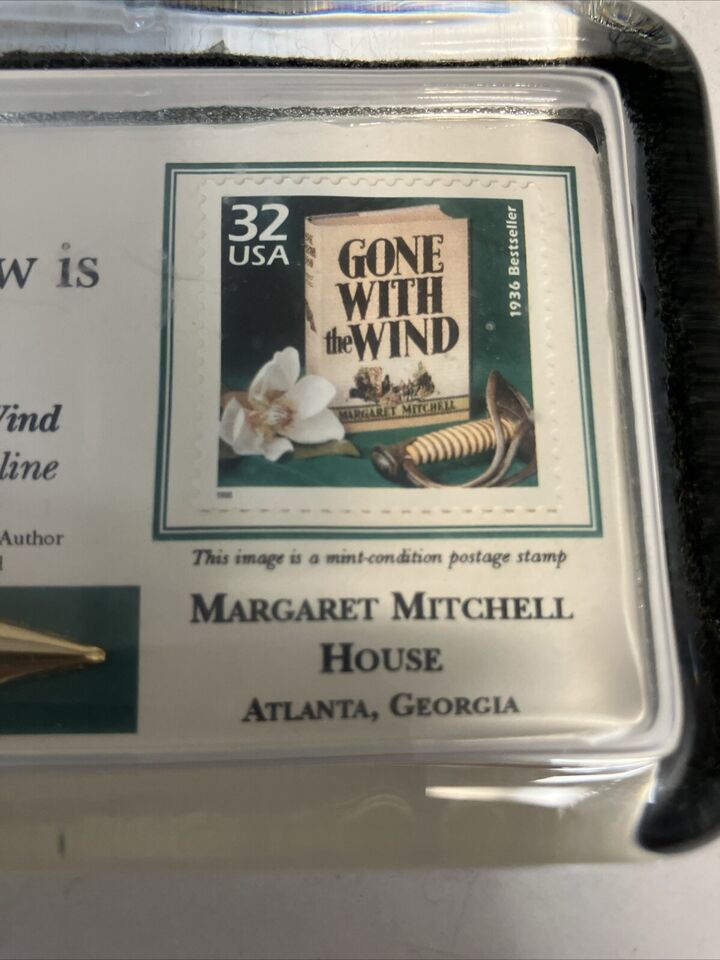 w is
Wind
line
Author
32
USA
1936 Bestseller
GONE
WITH
the WIND
MARGARET MITCHELL
This image is a mint-condition postage stamp
MARGARET MITCHELL
HOUSE
ATLANTA, GEORGIA